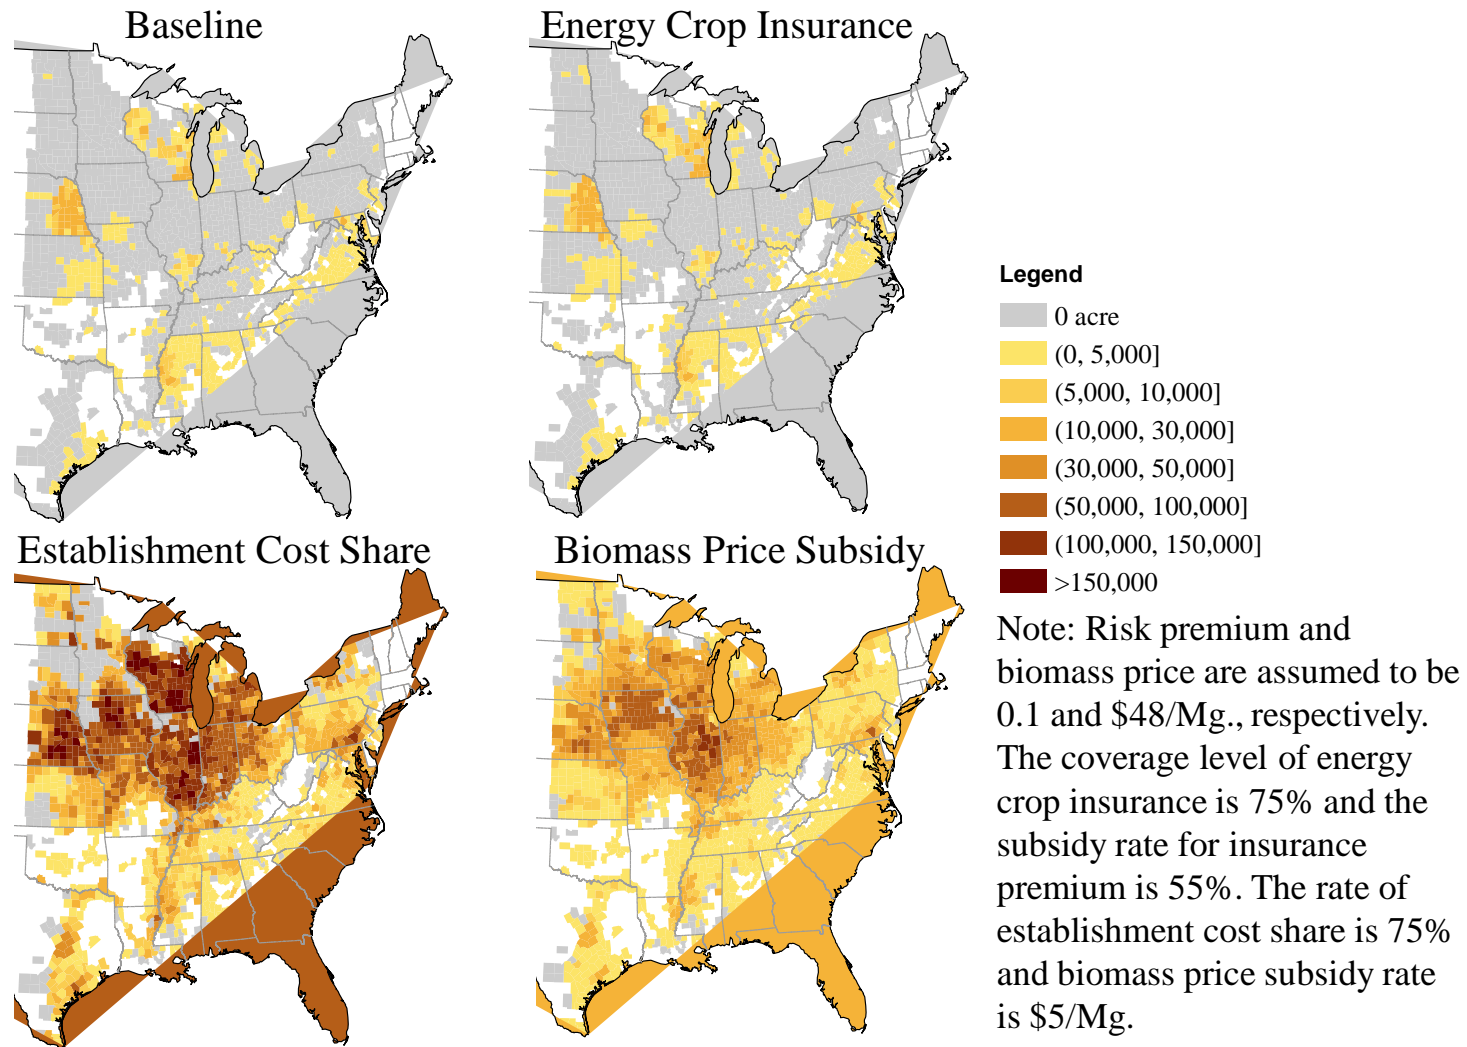 Baseline
Energy Crop Insurance
Establishment Cost Share
Biomass Price Subsidy
Legend
0 acre
(0, 5,000]
(5,000, 10,000]
(10,000, 30,000]
(30,000, 50,000]
(50,000, 100,000]
(100,000, 150,000]
>150,000
Note: Risk premium and
biomass price are assumed to be
0.1 and $48/Mg., respectively.
The coverage level of energy
crop insurance is 75% and the
subsidy rate for insurance
premium is 55%. The rate of
establishment cost share is 75%
and biomass price subsidy rate
is $5/Mg.